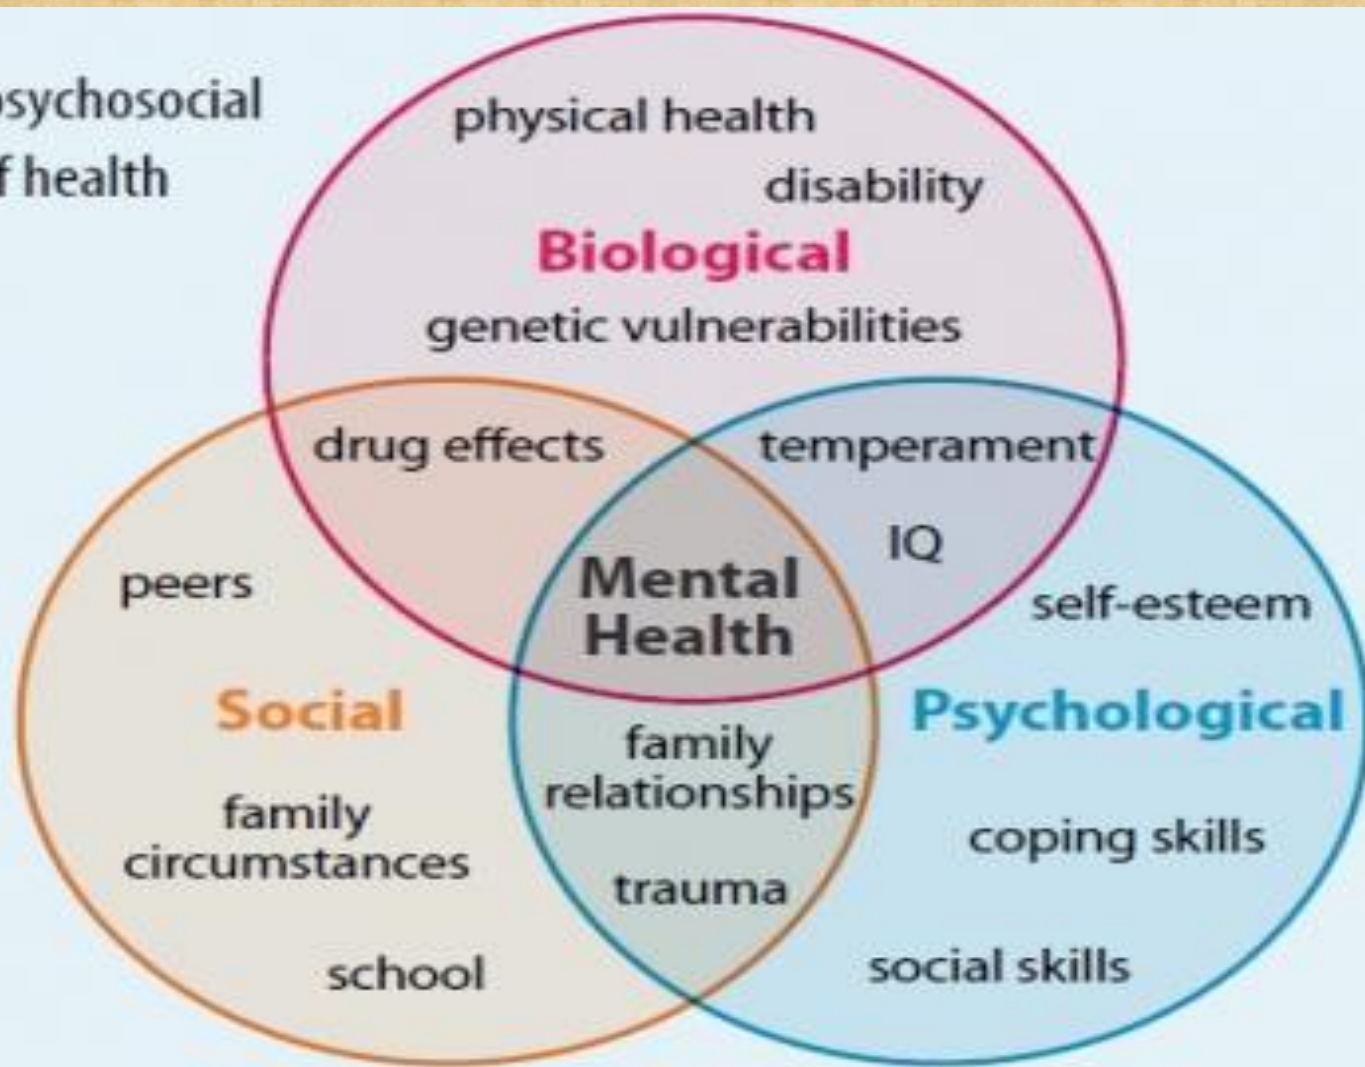 psychosocial
f health
physical health
disability
Biological
genetic vulnerabilities
drug effects
temperament
IQ
peers
Mental
Health
self-esteem
Social
Psychological
family
relationships
family
circumstances
coping skills
trauma
social skills
school